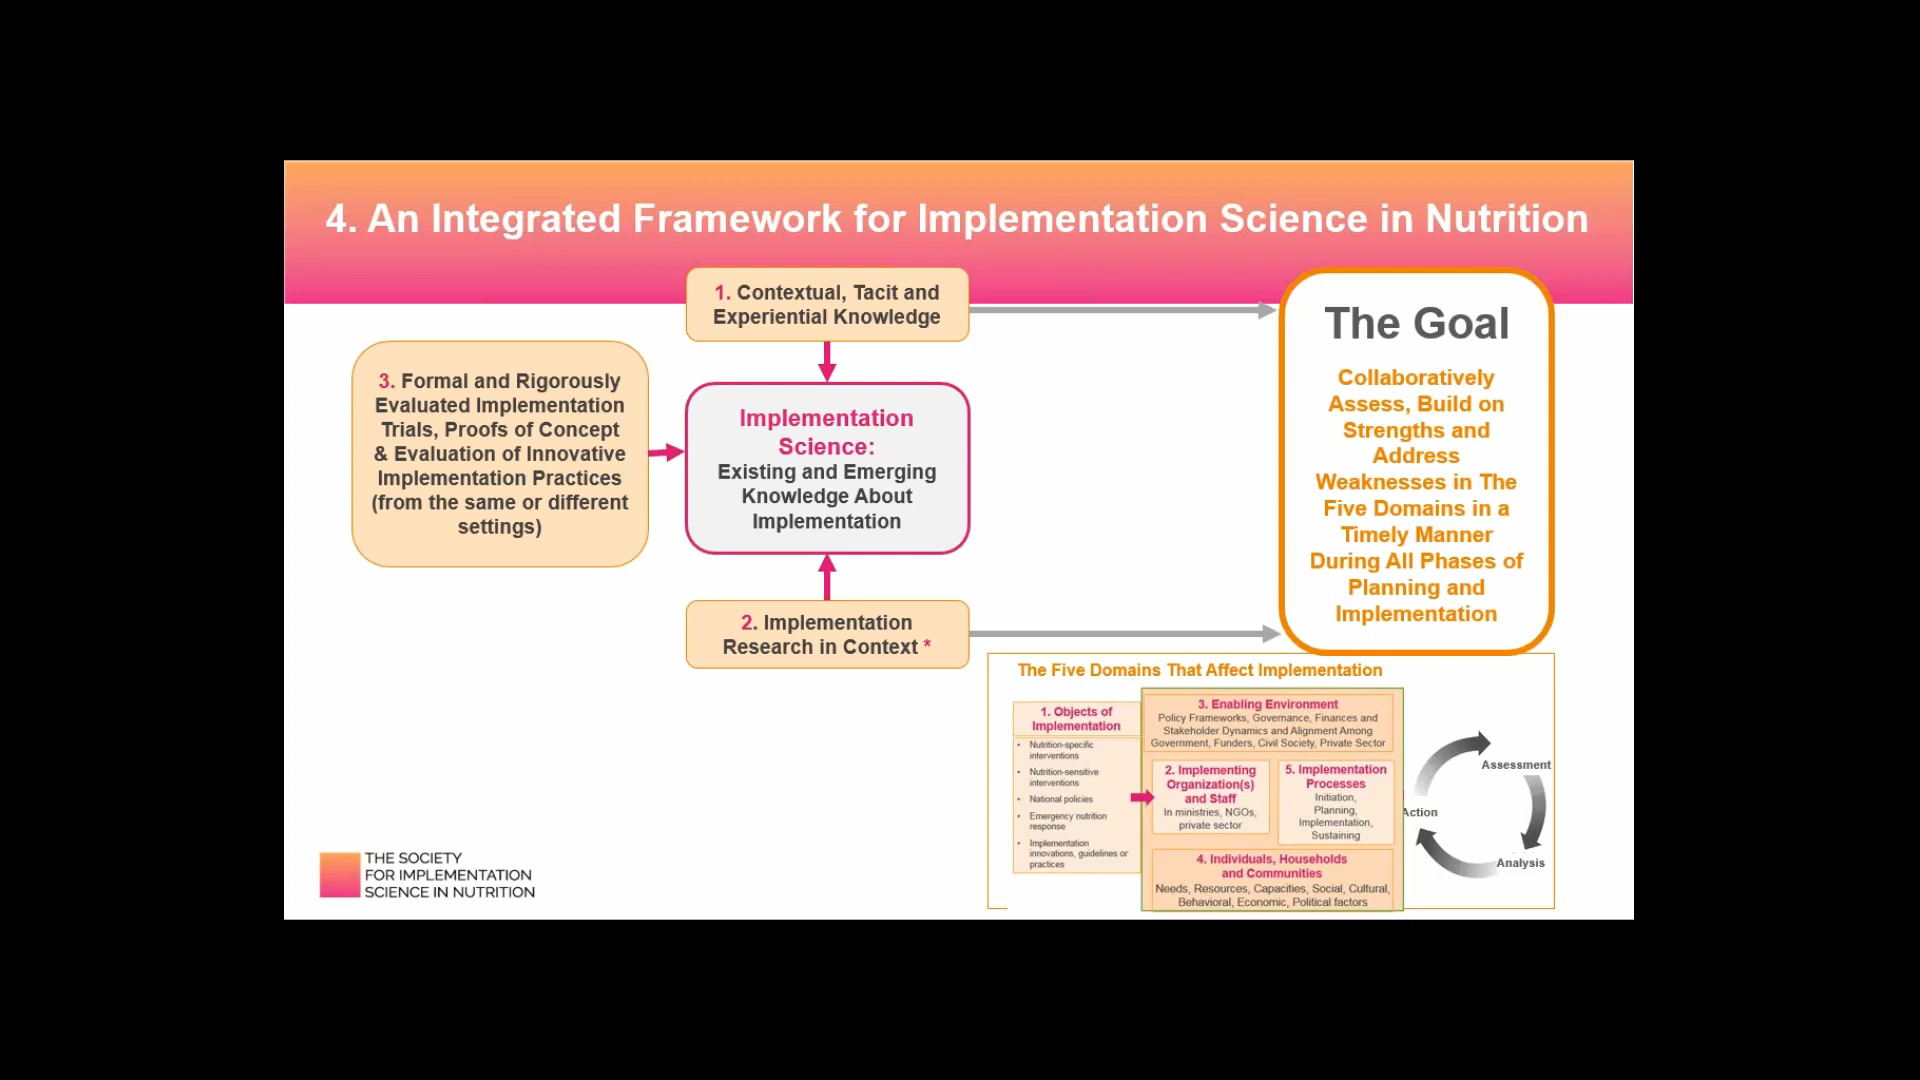 4. An Integrated Framework for Implementation Science in Nutrition
1. Contextual, Tacit and
Experiential Knowledge
3. Formal and Rigorously
Evaluated Implementation
Trials, Proofs of Concept
& Evaluation of Innovative
Implementation Practices
(from the same or different
settings)
Implementation
Science:
Existing and Emerging
Knowledge About
Implementation
2. Implementation
Research in Context *
The Goal
Collaboratively
Assess, Build on
Strengths and
Address
Weaknesses in The
Five Domains in a
Timely Manner
During All Phases of
Planning and
Implementation
The Five Domains That Affect Implementation
1. Objects of
Implementation
• Nutrition-specific
interventions
• Nutrition-sensitive
interventions
• National policies
• Emergency nutrition
response
• Implementation
innovations, guidelines or
practices
3. Enabling Environment
Policy Frameworks, Governance, Finances and
Stakeholder Dynamics and Alignment Among
Government, Funders, Civil Society, Private Sector
2. Implementing
Organization(s)
and Staff
In ministries, NGOs,
private sector
5. Implementation
Processes
Initiation,
Planning,
Implementation,
Sustaining
4. Individuals, Households
and Communities
Needs, Resources, Capacities, Social, Cultural,
Behavioral, Economic, Political factors
Assessment
Action
Analysis
THE SOCIETY
FOR IMPLEMENTATION
SCIENCE IN NUTRITION